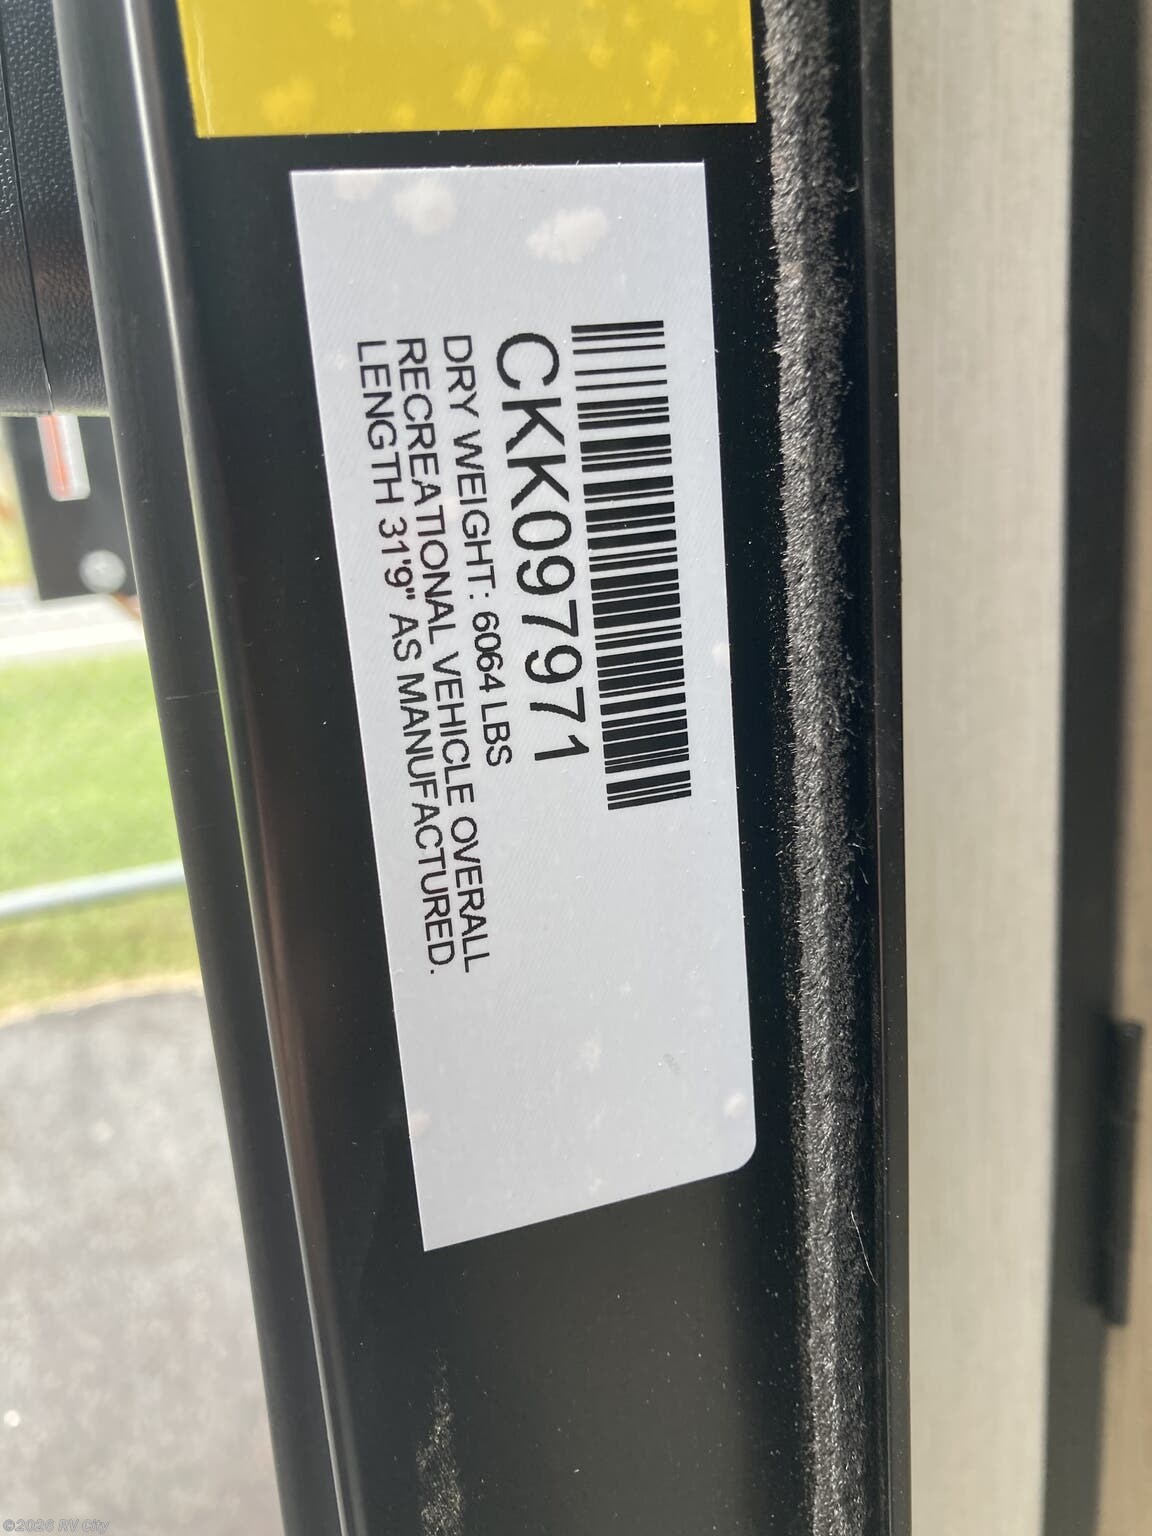 CKK097971
DRY WEIGHT: 6064 LBS
RECREATIONAL VEHICLE OVERALL
LENGTH 31'9" AS MANUFACTURED.
©2026 RV City